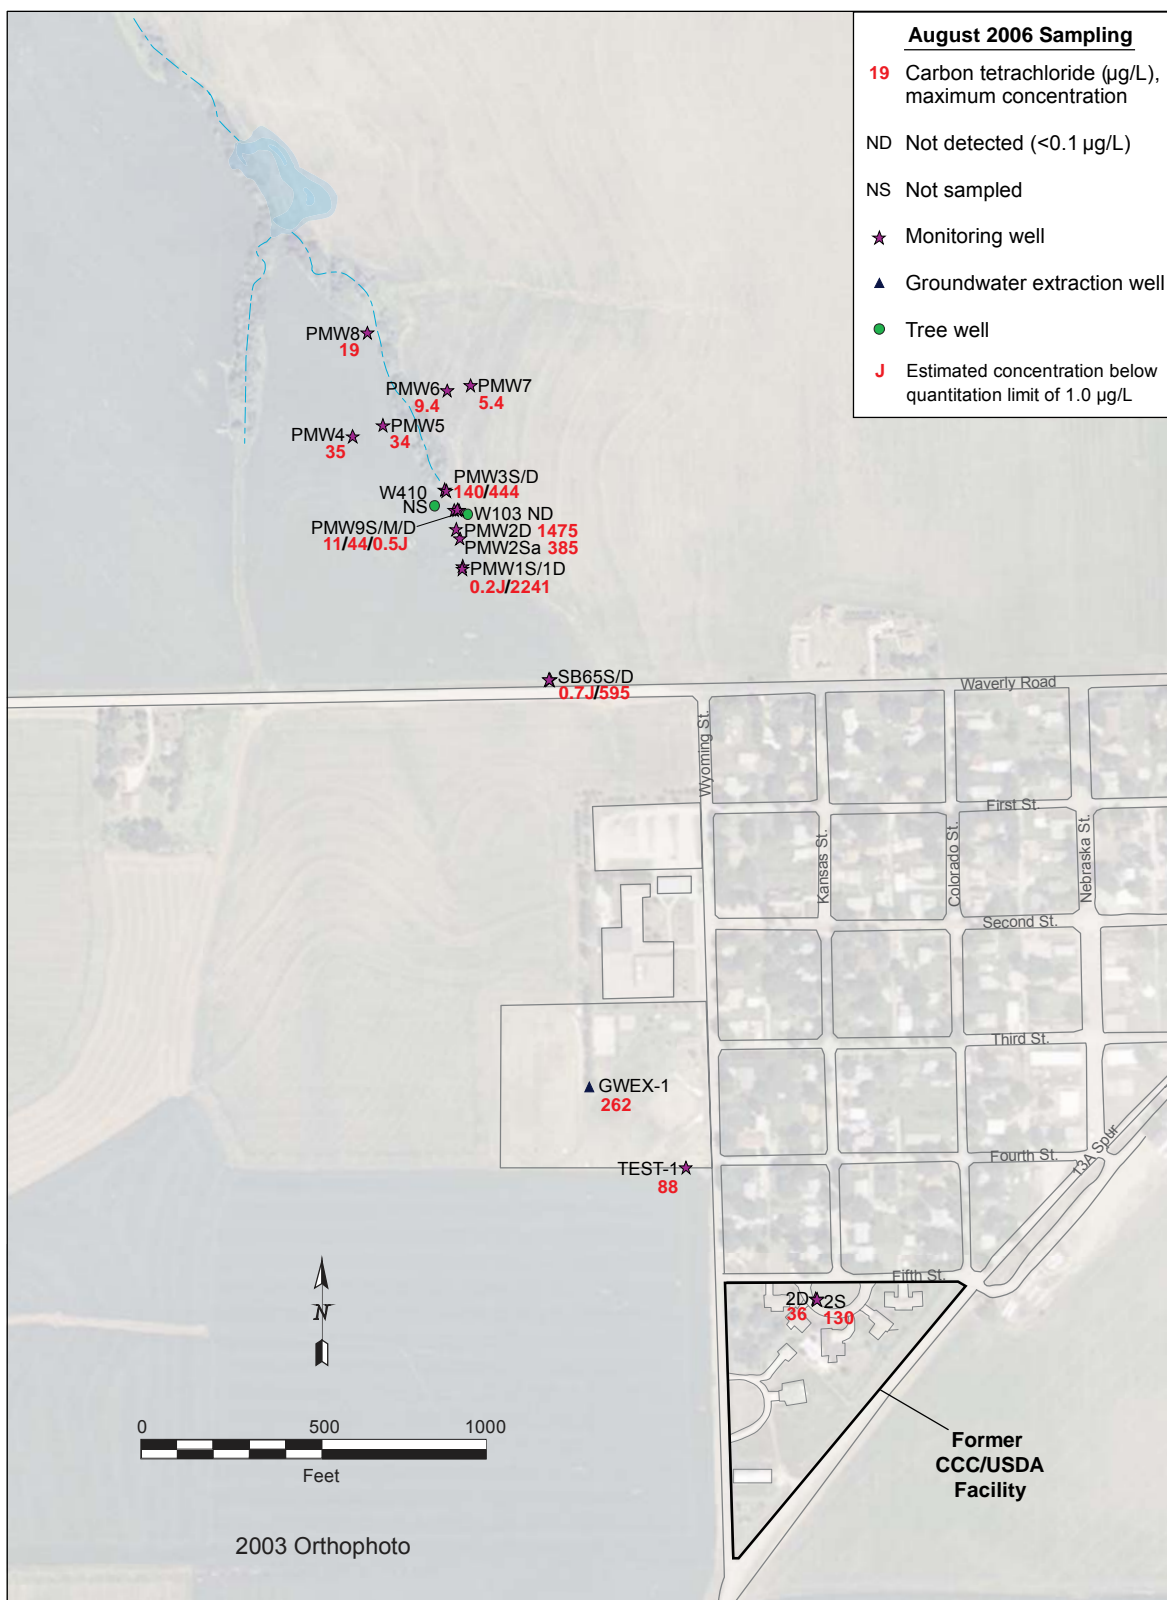 August 2006 Sampling
19 Carbon tetrachloride (µg/L),
maximum concentration
ND Not detected (<0.1 µg/L)
NS Not sampled
Monitoring well
Groundwater extraction well
Tree well
J Estimated concentration below
quantitation limit of 1.0 µg/L
PMW8
19
PMW6
9.4
PMW7
5.4
PMW5
34
PMW4
35
PMW3S/D
140/444
W410
NS
W103 ND
PMW9S/M/D
11/44/0.5J
PMW2D 1475
PMW2Sa 385
PMW1S/1D
0.2J/2241
SB65S/D
0.7J/595
Waverly Road
Wyoming St.
First St.
Kansas St.
Colorado St.
Nebraska St.
Second St.
Third St.
GWEX-1
262
Fourth St.
13A Spur
TEST-1
88
Fifth St.
2D
36
2S
130
N
0 500 1000
Feet
Former
CCC/USDA
Facility
2003 Orthophoto